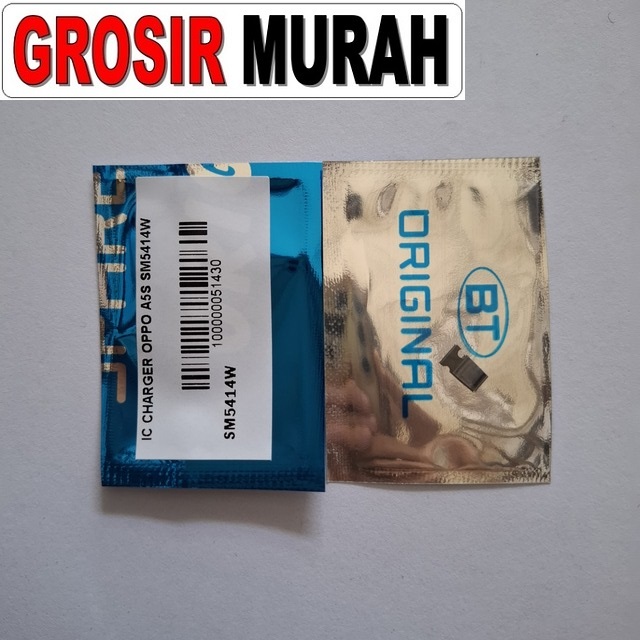 GROSIR MURAH
IC CHARGER OPPO A5S SM5414W
100000051430
SM5414W
ORIGINAL
BT